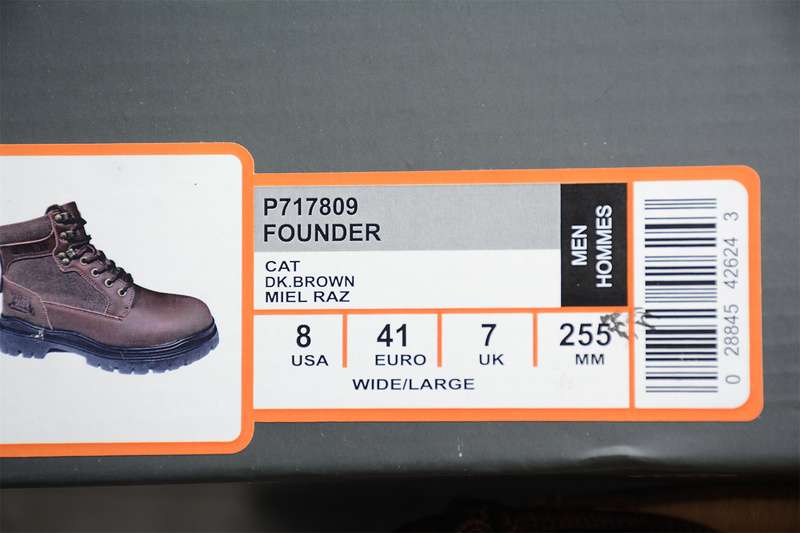 P717809
FOUNDER
MEN
HOMMES
CAT
DK.BROWN
MIEL RAZ
8 41 7 255
USA EURO UK MM
WIDE/LARGE
0 28845 42624 3